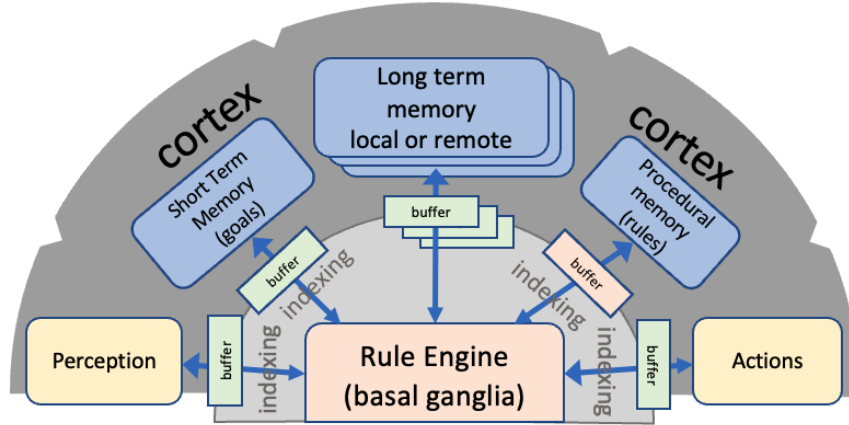 cortex
cortex
Long term
memory
local or remote
Short Term
Memory
(goals)
Procedural
memory
(rules)
buffer
buffer
buffer
indexing
indexing
Perception
buffer
indexing
Rule Engine
(basal ganglia)
indexing
buffer
Actions